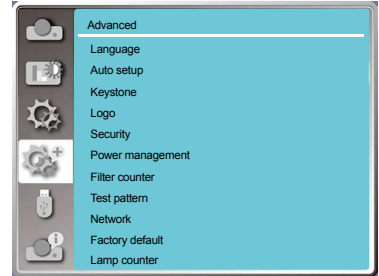 Advanced
Language
Auto setup
Keystone
Logo
Security
Power management
Filter counter
Test pattern
Network
Factory default
Lamp counter